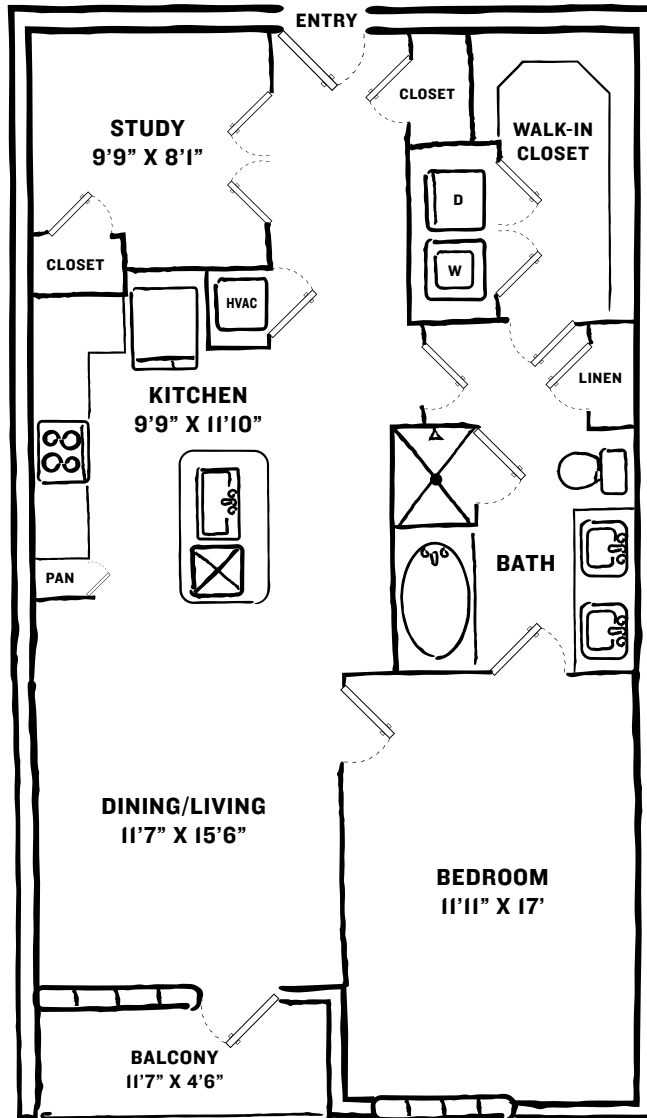 ENTRY
CLOSET
STUDY
9'9" X 8'1"
WALK-IN
CLOSET
D
W
CLOSET
HVAC
LINEN
KITCHEN
9'9" X 11'10"
BATH
PAN
DINING/LIVING
11'7" X 15'6"
BEDROOM
11'11" X 17'
BALCONY
11'7" X 4'6"